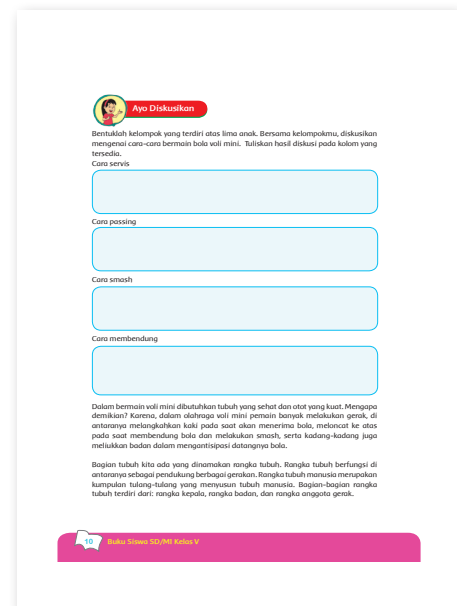 Ayo Diskusikan
Bentuklah kelompok yang terdiri atas lima anak. Bersama kelompokmu, diskusikan
mengenai cara-cara bermain bola voli mini. Tuliskan hasil diskusi pada kolom yang
tersedia.
Cara servis
Cara passing
Cara smash
Cara membendung
Dalam bermain voli mini dibutuhkan tubuh yang sehat dan otot yang kuat. Mengapa
demikian? Karena, dalam olahraga voli mini pemain banyak melakukan gerak, di
antaranya melangkahkan kaki pada saat akan menerima bola, meloncat ke atas
pada saat membendung bola dan melakukan smash, serta kadang-kadang juga
meliukkan badan dalam mengantisipasi datangnya bola.
Bagian tubuh kita ada yang dinamakan rangka tubuh. Rangka tubuh berfungsi di
antaranya sebagai pendukung berbagai gerakan. Rangka tubuh manusia merupakan
kumpulan tulang-tulang yang menyusun tubuh manusia. Bagian-bagian rangka
tubuh terdiri dari: rangka kepala, rangka badan, dan rangka anggota gerak.
10 Buku Siswa SD/MI Kelas V